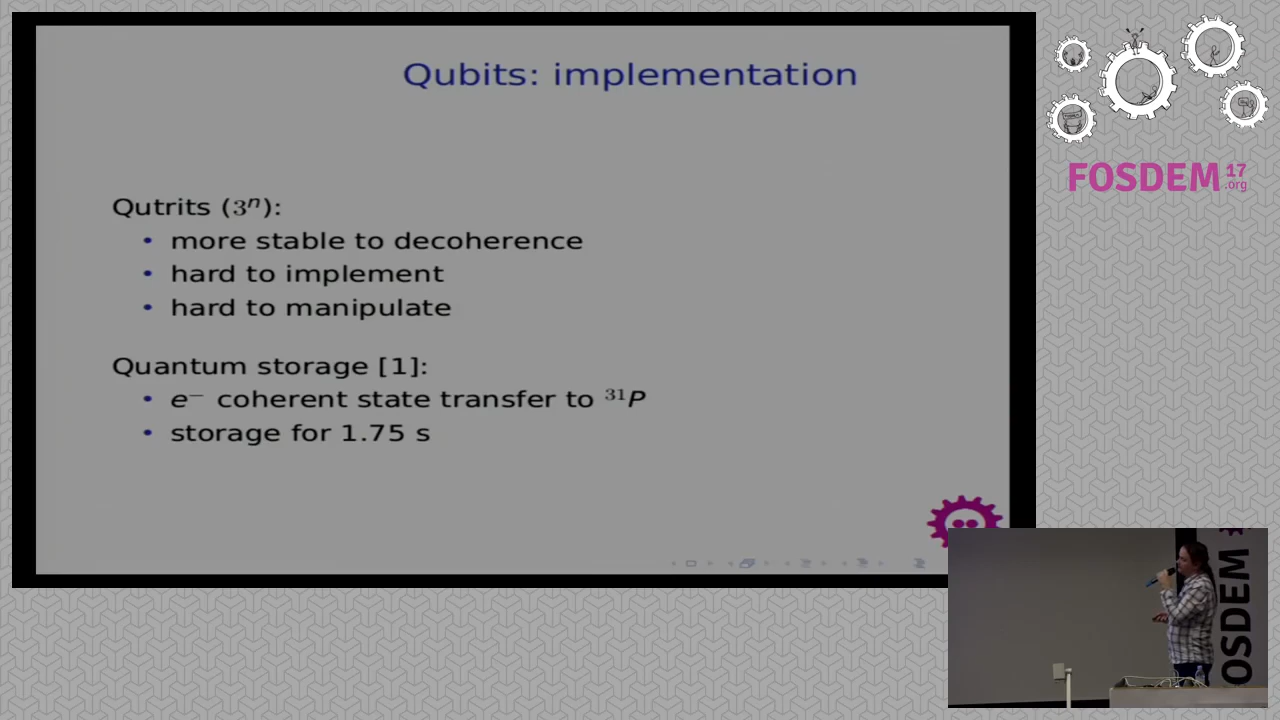 Qubits: implementation
Qutrits (3ⁿ):
• more stable to decoherence
• hard to implement
• hard to manipulate
Quantum storage [1]:
• e⁻ coherent state transfer to ³¹P
• storage for 1.75 s
FOSDEM 17
.org
OSDEM